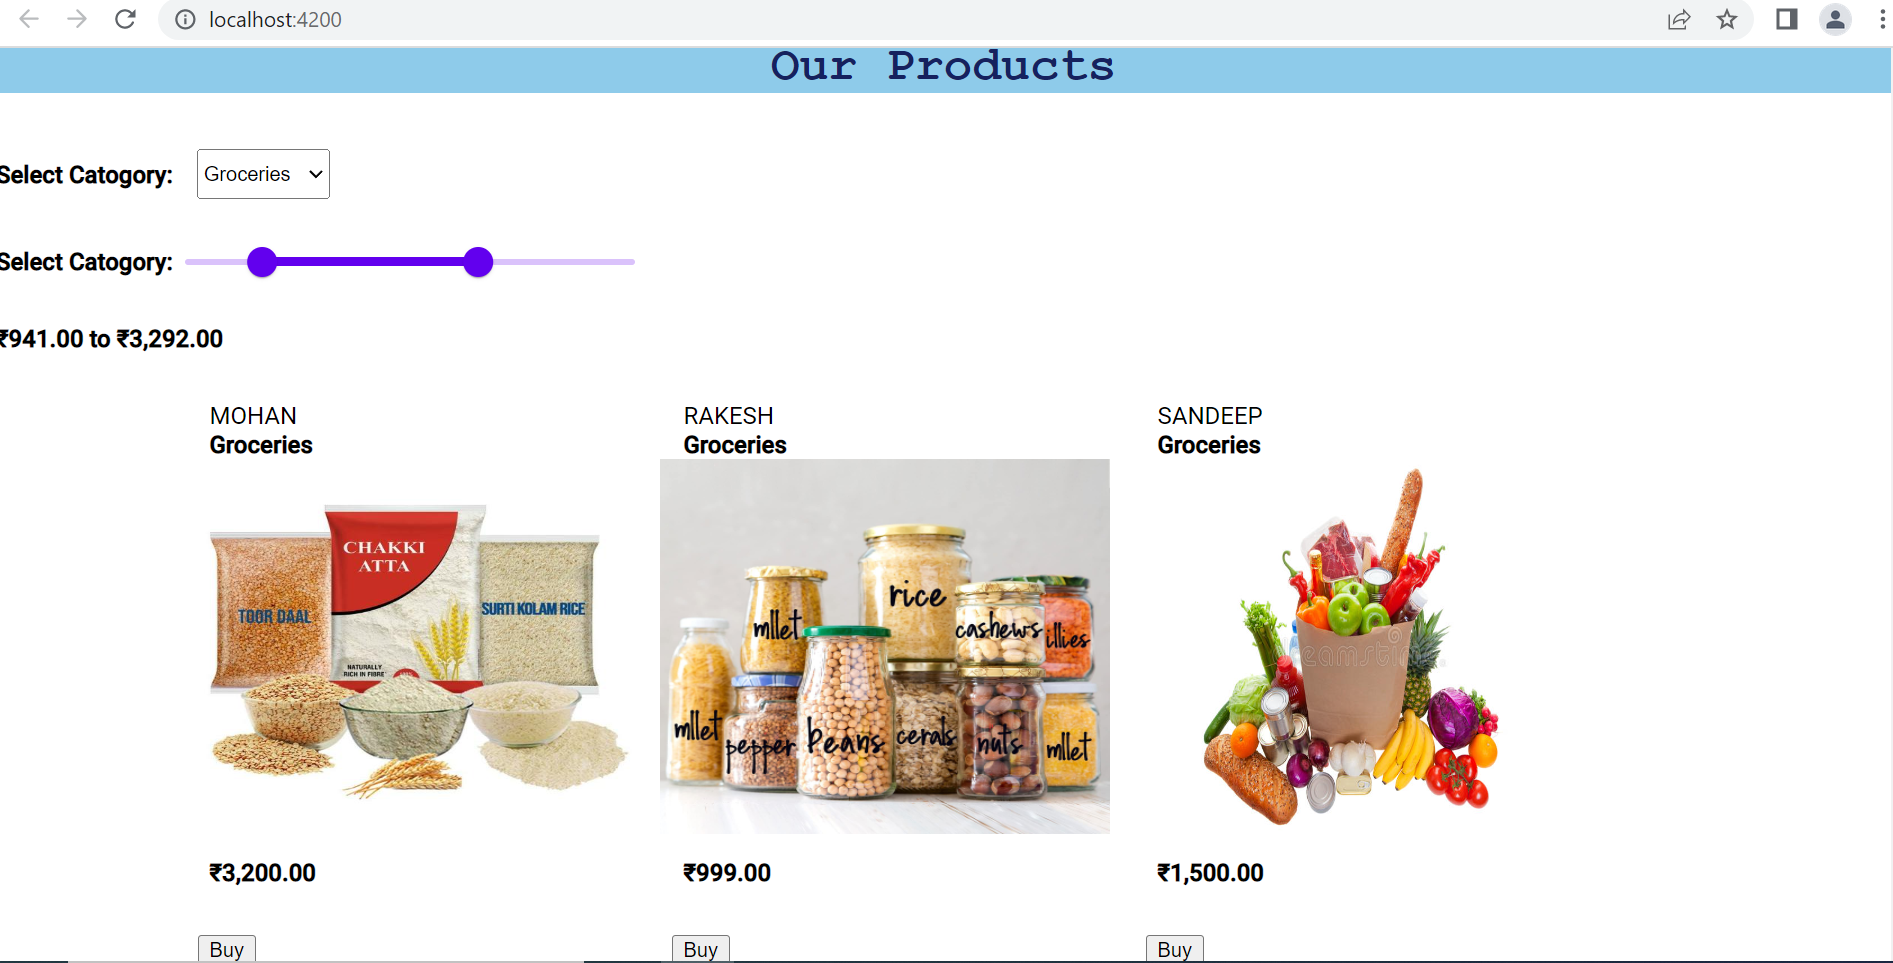 localhost:4200
Our Products
Select Catogory:
Groceries
Select Catogory:
₹941.00 to ₹3,292.00
MOHAN
Groceries
RAKESH
Groceries
SANDEEP
Groceries
CHAKKI
ATTA
TOOR DAAL
SURTI KOLAM RICE
NATURALLY
RICH IN FIBRE
rice
mllet
cashews
illies
mllet
pepper
beans
cerals
nuts
mllet
eamsti
₹3,200.00
₹999.00
₹1,500.00
Buy
Buy
Buy